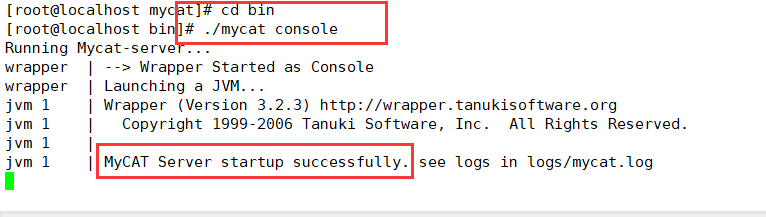 [root@localhost mycat]# cd bin
[root@localhost bin]# ./mycat console
Running Mycat-server...
wrapper  | --> Wrapper Started as Console
wrapper  | Launching a JVM...
jvm 1    | Wrapper (Version 3.2.3) http://wrapper.tanukisoftware.org
jvm 1    |   Copyright 1999-2006 Tanuki Software, Inc.  All Rights Reserved.
jvm 1    |
jvm 1    | MyCAT Server startup successfully. see logs in logs/mycat.log